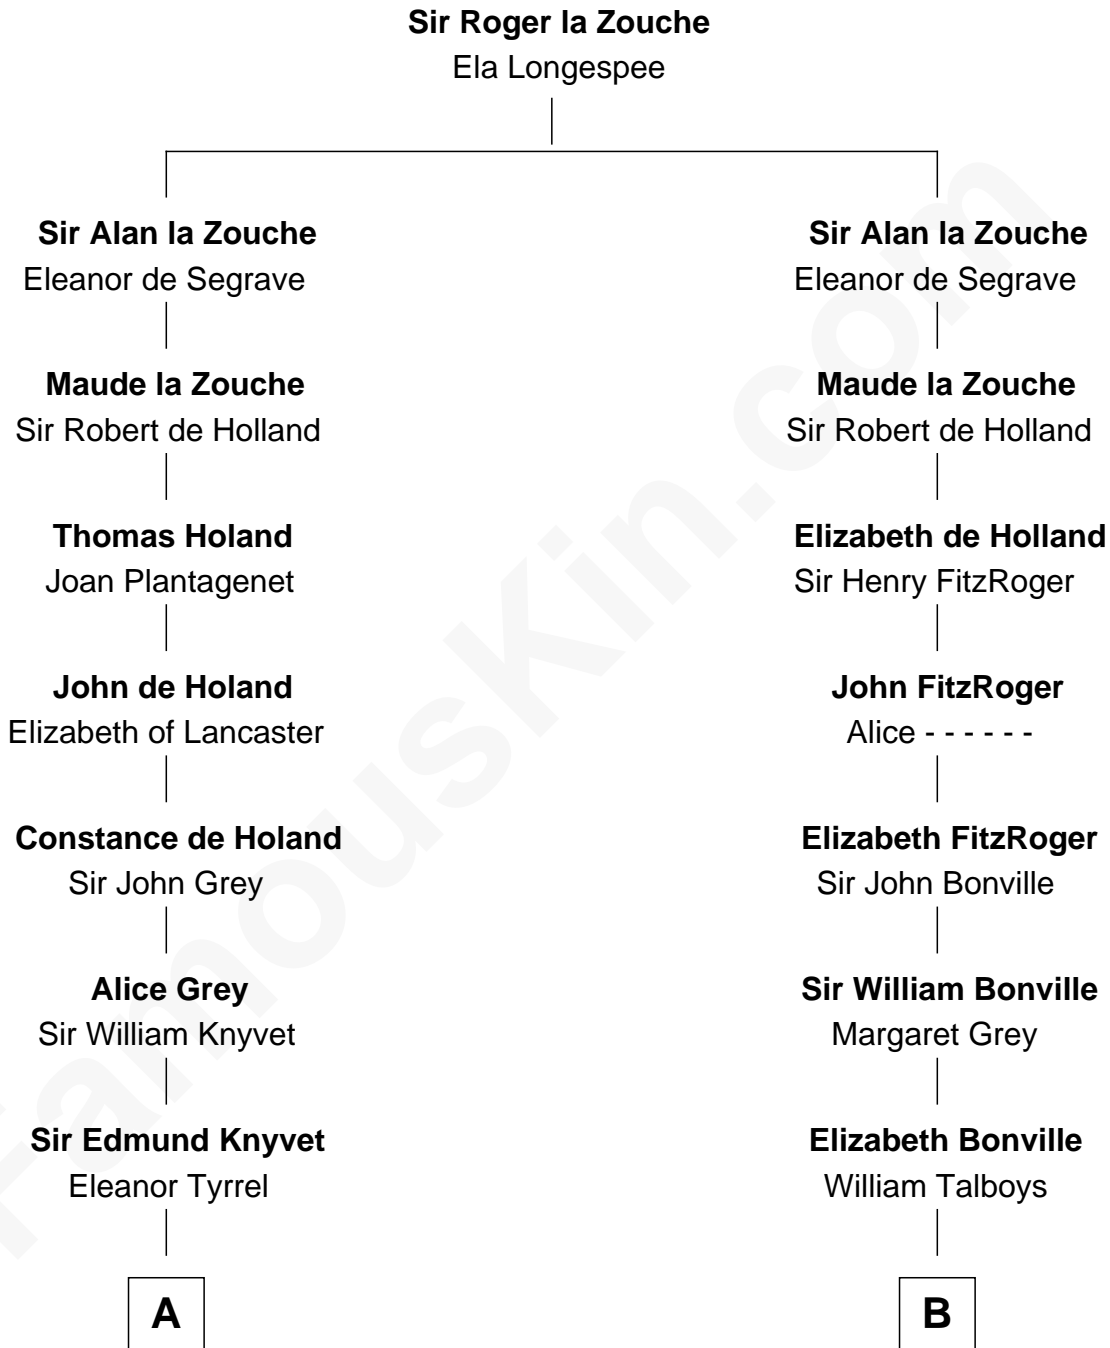 Sir Roger la Zouche
Ela Longespee
Sir Alan la Zouche
Eleanor de Segrave
Maude la Zouche
Sir Robert de Holland
Thomas Holand
Joan Plantagenet
John de Holand
Elizabeth of Lancaster
Constance de Holand
Sir John Grey
Alice Grey
Sir William Knyvet
Sir Edmund Knyvet
Eleanor Tyrrel
A
Sir Alan la Zouche
Eleanor de Segrave
Maude la Zouche
Sir Robert de Holland
Elizabeth de Holland
Sir Henry FitzRoger
John FitzRoger
Alice - - - - - -
Elizabeth FitzRoger
Sir John Bonville
Sir William Bonville
Margaret Grey
Elizabeth Bonville
William Talboys
B
FamousKin.com